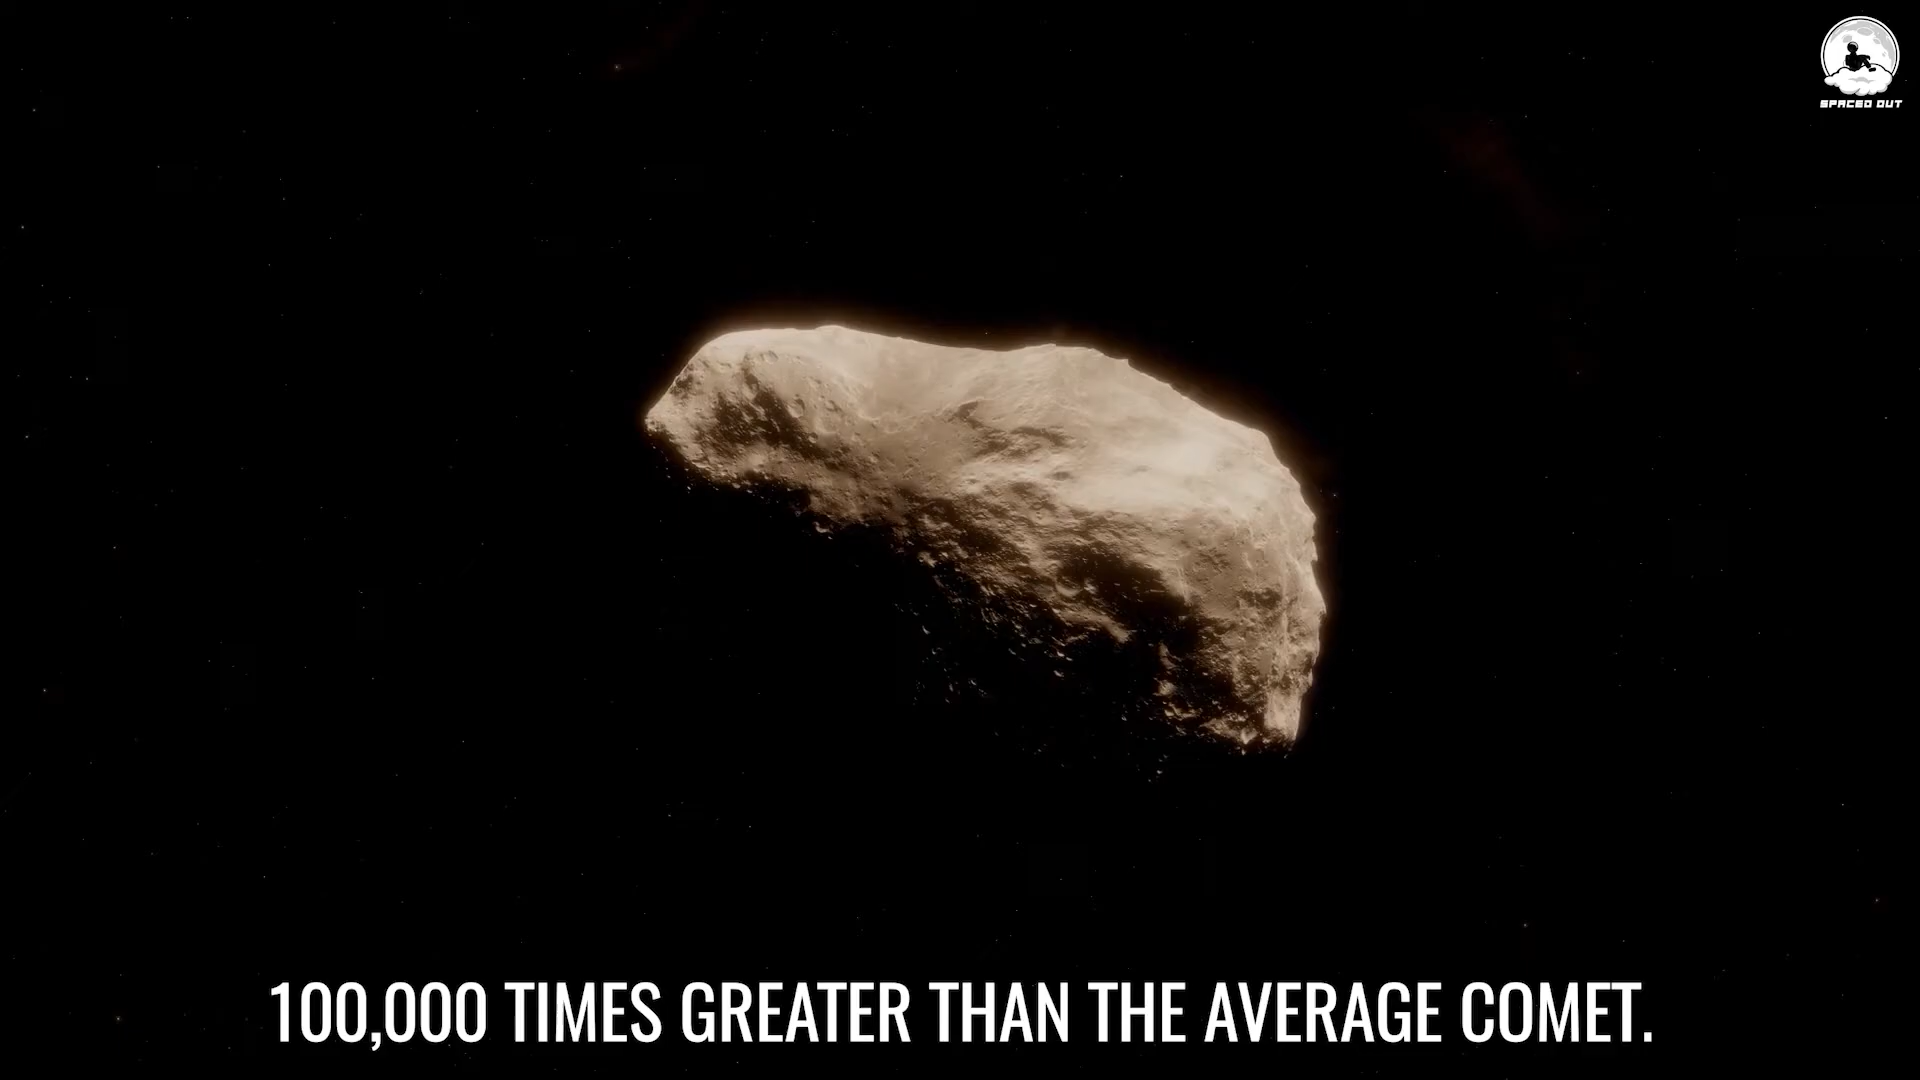 SPACED OUT
100,000 TIMES GREATER THAN THE AVERAGE COMET.